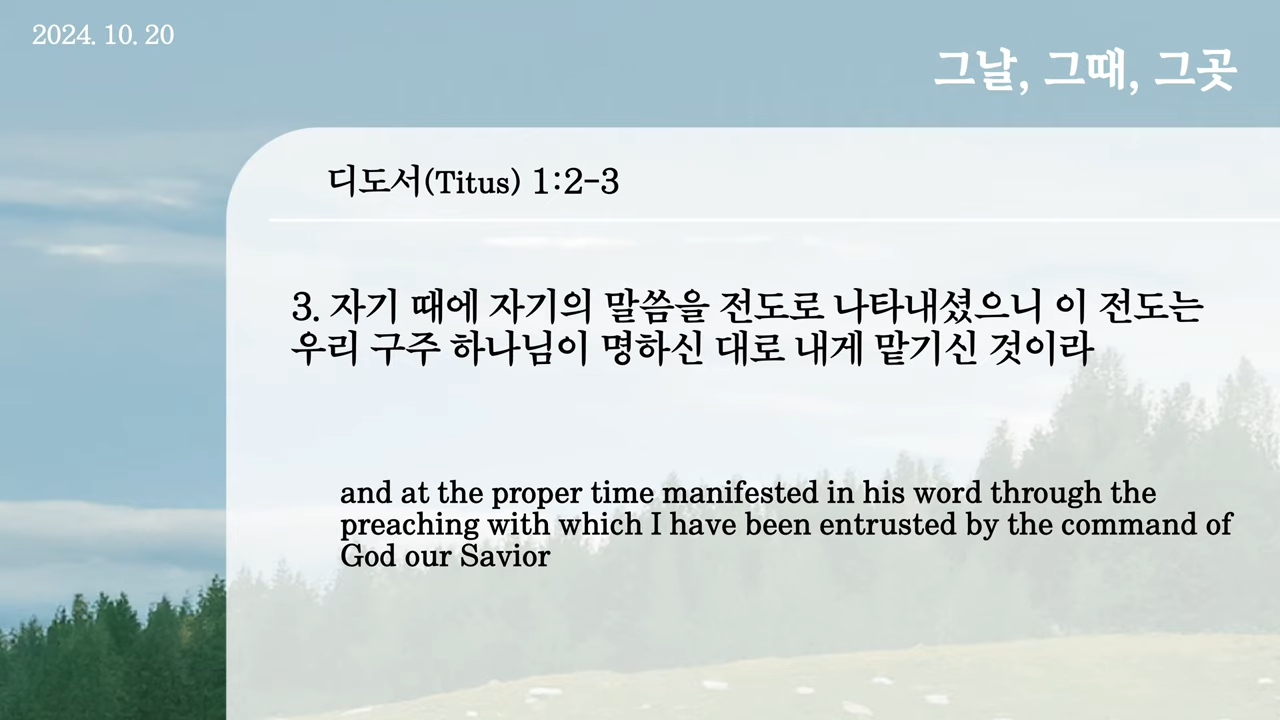 2024. 10. 20
그날, 그때, 그곳
디도서(Titus) 1:2-3
3. 자기 때에 자기의 말씀을 전도로 나타내셨으니 이 전도는
우리 구주 하나님이 명하신 대로 내게 맡기신 것이라
and at the proper time manifested in his word through the
preaching with which I have been entrusted by the command of
God our Savior